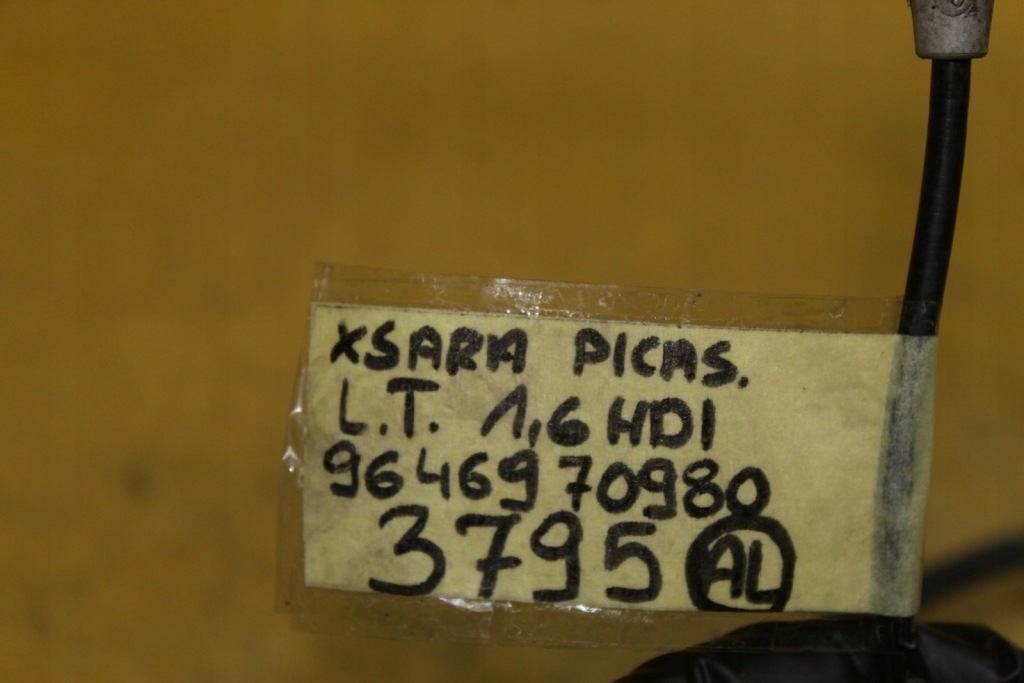 XSARA PICAS.
L.T. 1,6 HDI
9646970980
3795 AL